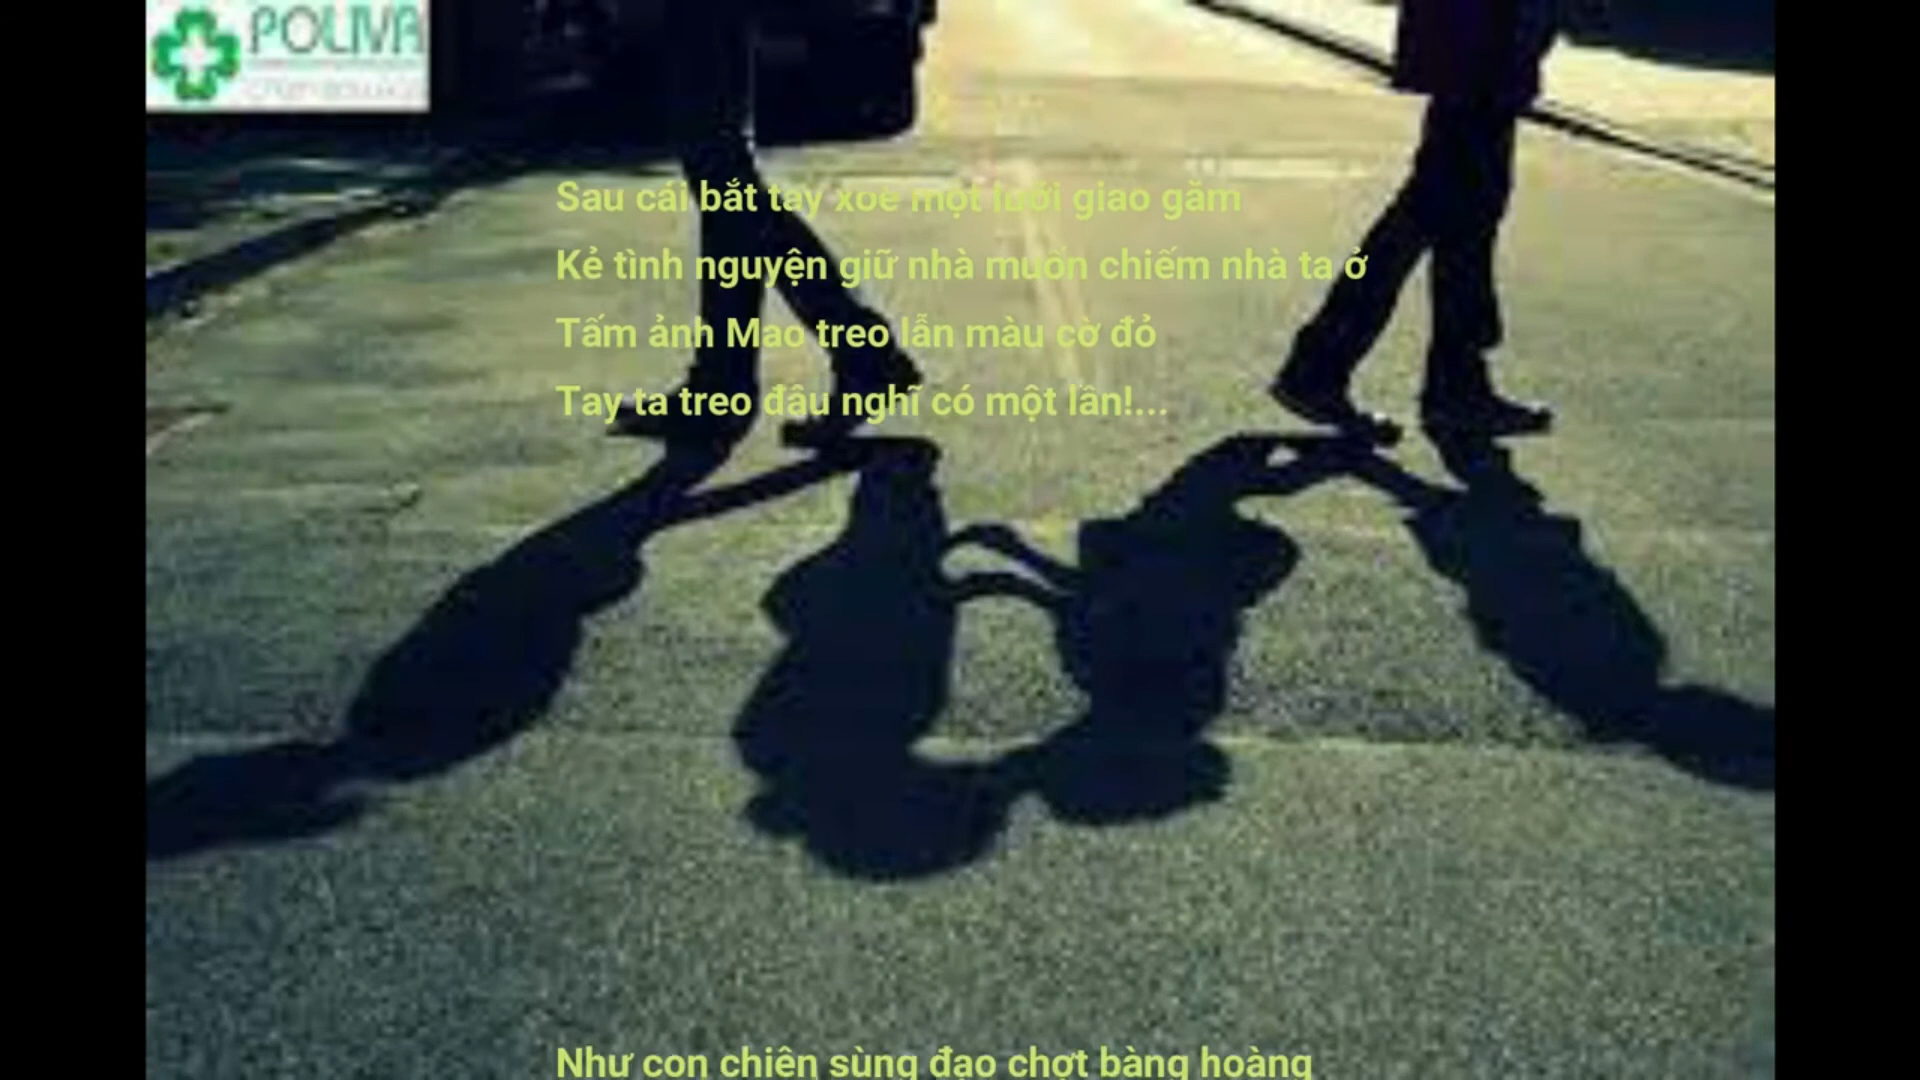 POLIVA
Sau cái bắt tay xoè một lưỡi giao găm
Kẻ tình nguyện giữ nhà muốn chiếm nhà ta ở
Tấm ảnh Mao treo lẫn màu cờ đỏ
Tay ta treo đâu nghĩ có một lần!...
Như con chiên sùng đạo chợt bàng hoàng